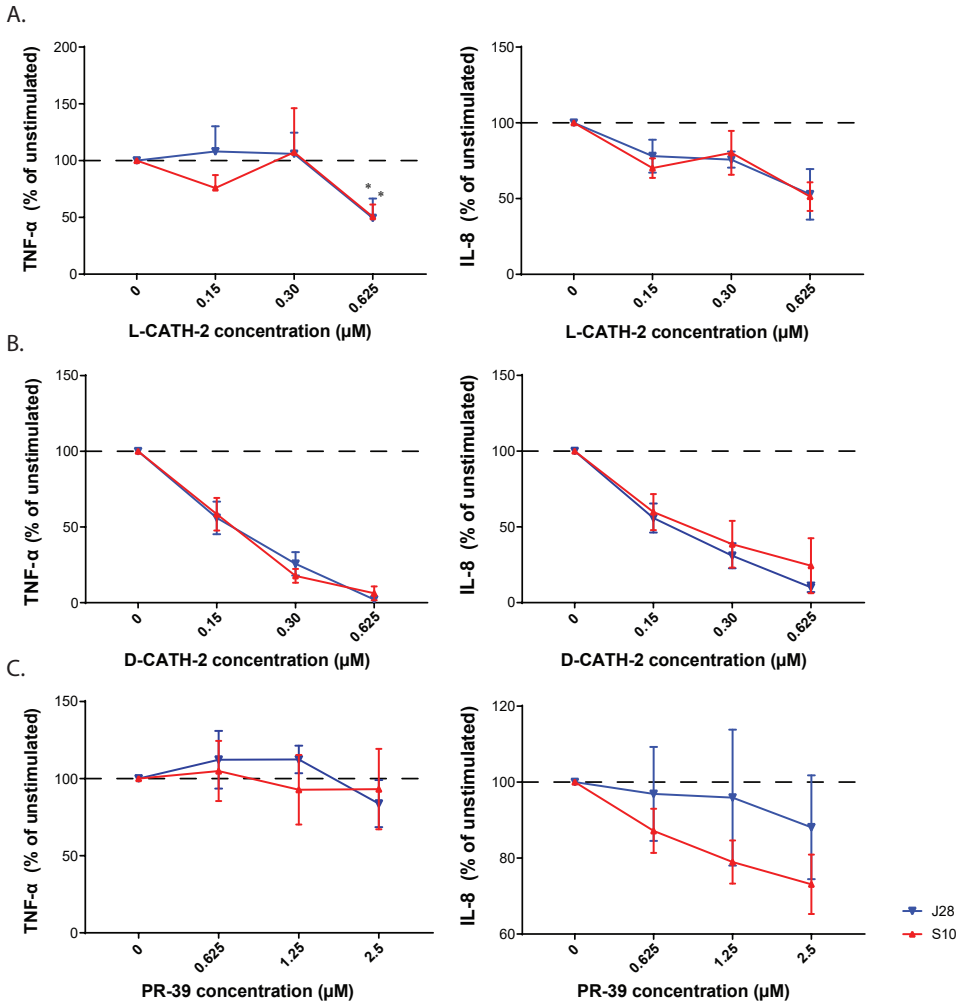 A.
TNF-α (% of unstimulated)
200
150
100
50
0
* *
0 0.15 0.30 0.625
L-CATH-2 concentration (µM)
IL-8 (% of unstimulated)
150
100
50
0
0 0.15 0.30 0.625
L-CATH-2 concentration (µM)
B.
TNF-α (% of unstimulated)
150
100
50
0
0 0.15 0.30 0.625
D-CATH-2 concentration (µM)
IL-8 (% of unstimulated)
150
100
50
0
0 0.15 0.30 0.625
D-CATH-2 concentration (µM)
C.
TNF-α (% of unstimulated)
150
100
50
0
0 0.625 1.25 2.5
PR-39 concentration (µM)
IL-8 (% of unstimulated)
120
100
80
60
0 0.625 1.25 2.5
PR-39 concentration (µM)
J28
S10